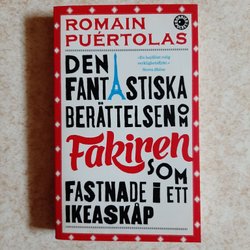 ROMAIN
PUÉRTOLAS
DEN
FANTASTISKA
BERÄTTELSEN OM
Fakiren
SOM
FASTNADE I ETT
IKEASKÅP